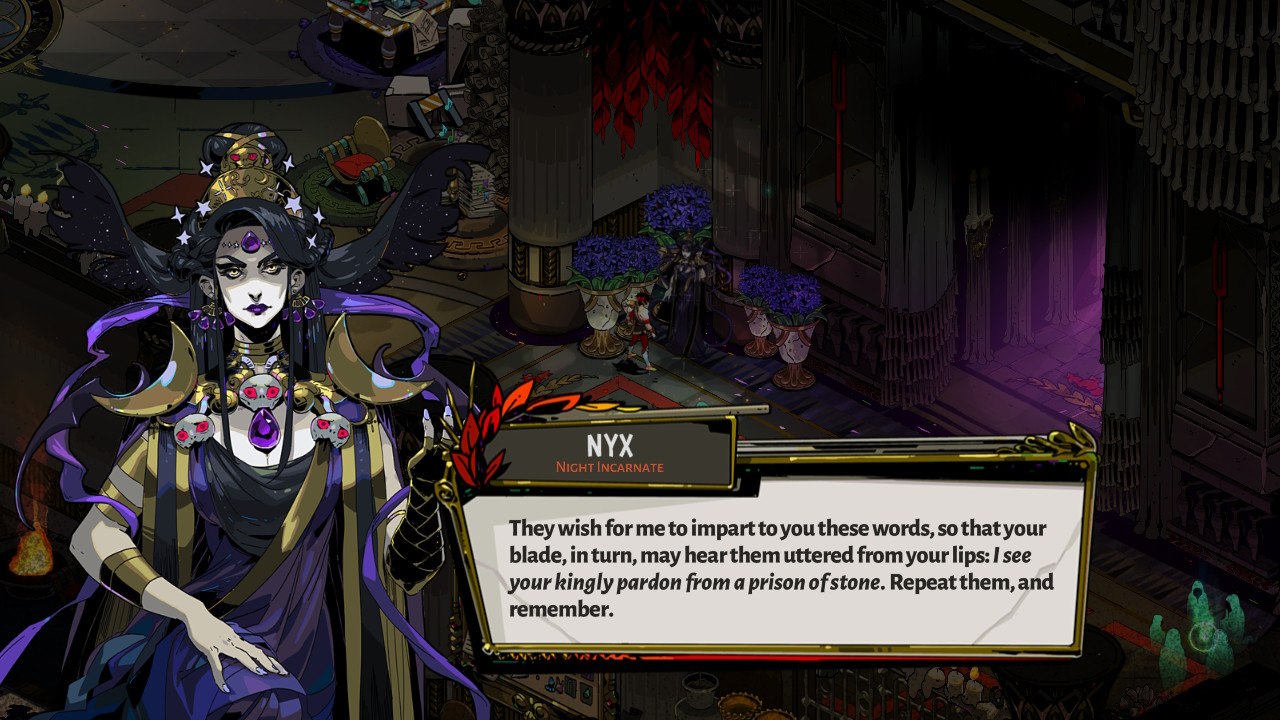 NYX
NIGHT INCARNATE
They wish for me to impart to you these words, so that your
blade, in turn, may hear them uttered from your lips: I see
your kingly pardon from a prison of stone. Repeat them, and
remember.